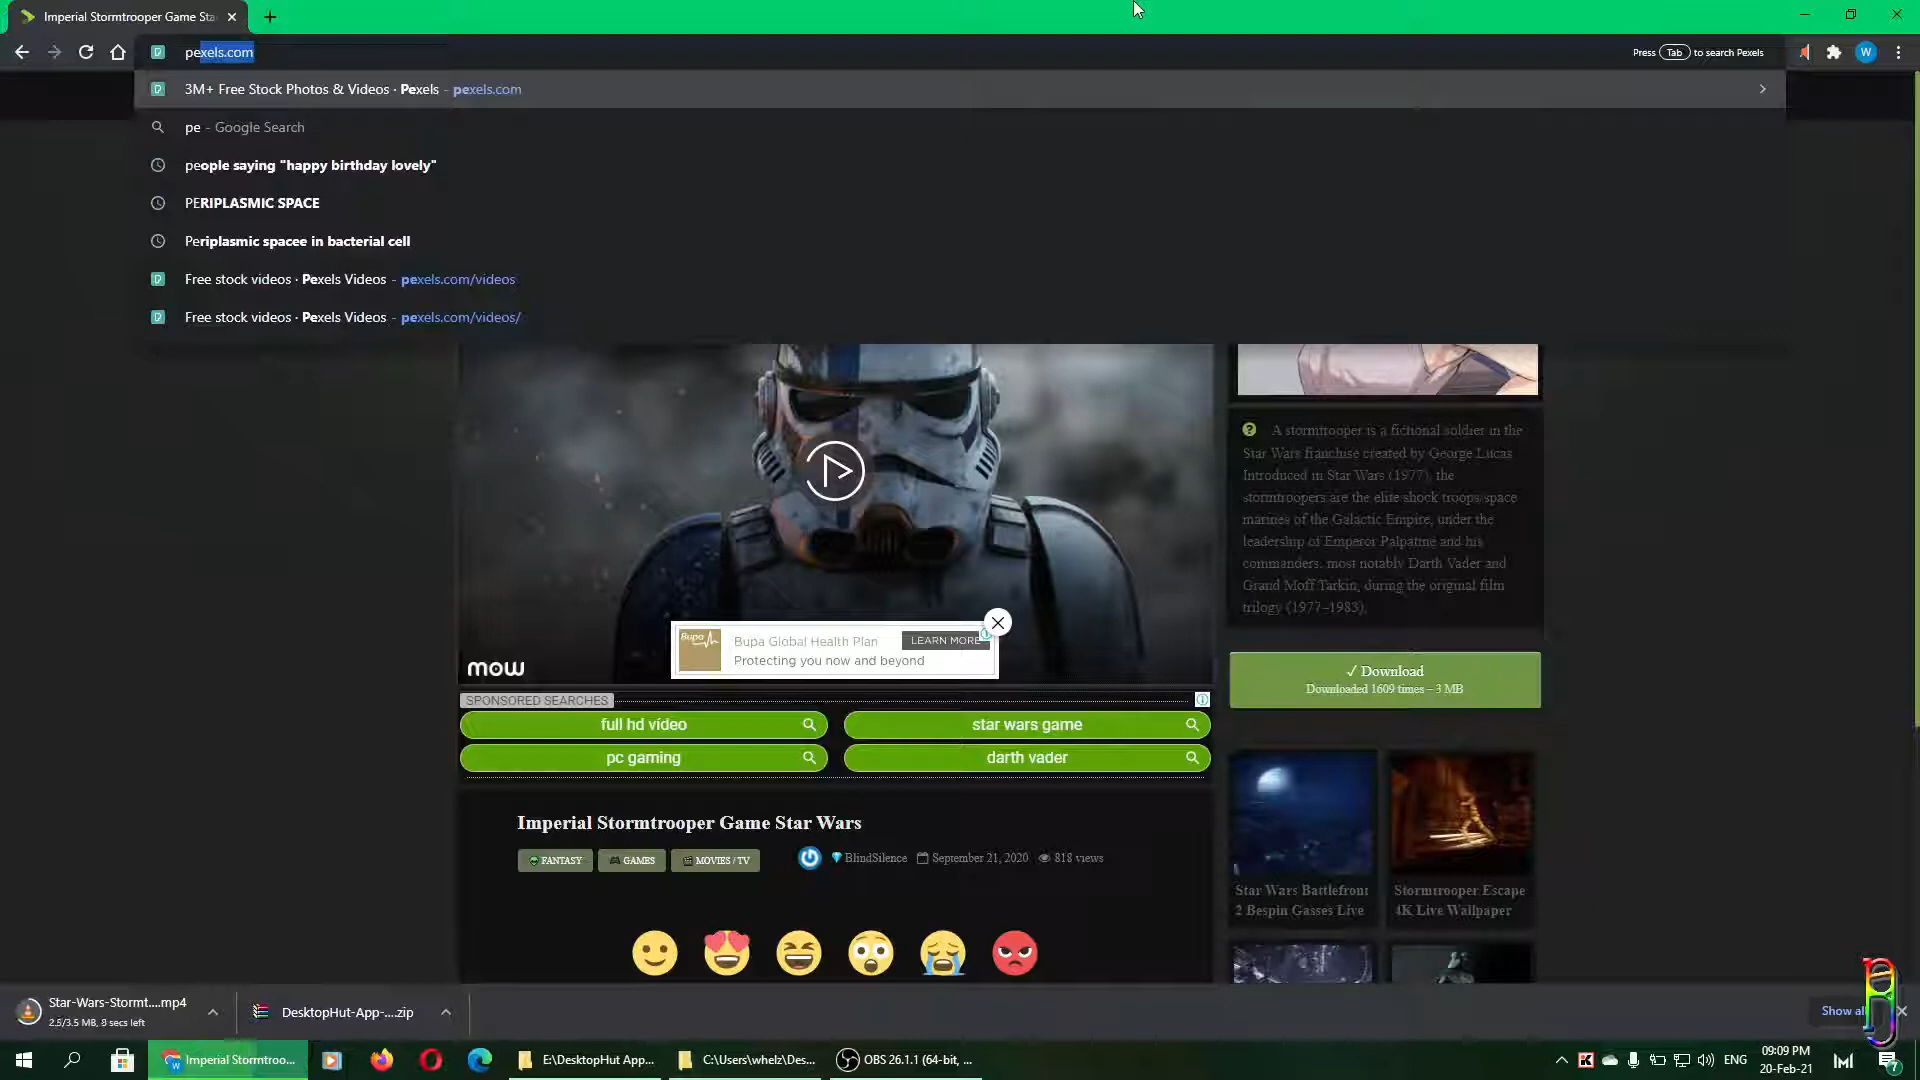 Imperial Stormtrooper Game Sta
pexels.com
Press Tab to search Pexels
W
3M+ Free Stock Photos & Videos · Pexels - pexels.com
pe - Google Search
people saying "happy birthday lovely"
PERIPLASMIC SPACE
Periplasmic spacee in bacterial cell
Free stock videos · Pexels Videos - pexels.com/videos
Free stock videos · Pexels Videos - pexels.com/videos/
A stormtrooper is a fictional soldier in the
Star Wars franchise created by George Lucas
Introduced in Star Wars (1977), the
stormtroopers are the elite shock troops space
marines of the Galactic Empire, under the
leadership of Emperor Palpatine and his
commanders, most notably Darth Vader and
Grand Moff Tarkin, during the original film
trilogy (1977–1983).
Bupa
Bupa Global Health Plan
LEARN MORE
Protecting you now and beyond
mow
✓ Download
Downloaded 1609 times – 3 MB
SPONSORED SEARCHES
full hd video
star wars game
pc gaming
darth vader
Imperial Stormtrooper Game Star Wars
FANTASY
GAMES
MOVIES / TV
BlindSilence
September 21, 2020
818 views
Star Wars Battlefront
2 Bespin Gasses Live
Stormtrooper Escape
4K Live Wallpaper
Star-Wars-Stormt....mp4
2.5/3.5 MB, 8 secs left
DesktopHut-App-....zip
Show all
Imperial Stormtroo...
E:\DesktopHut App...
C:\Users\whelz\Des...
OBS 26.1.1 (64-bit, ...
ENG
09:09 PM
20-Feb-21
7